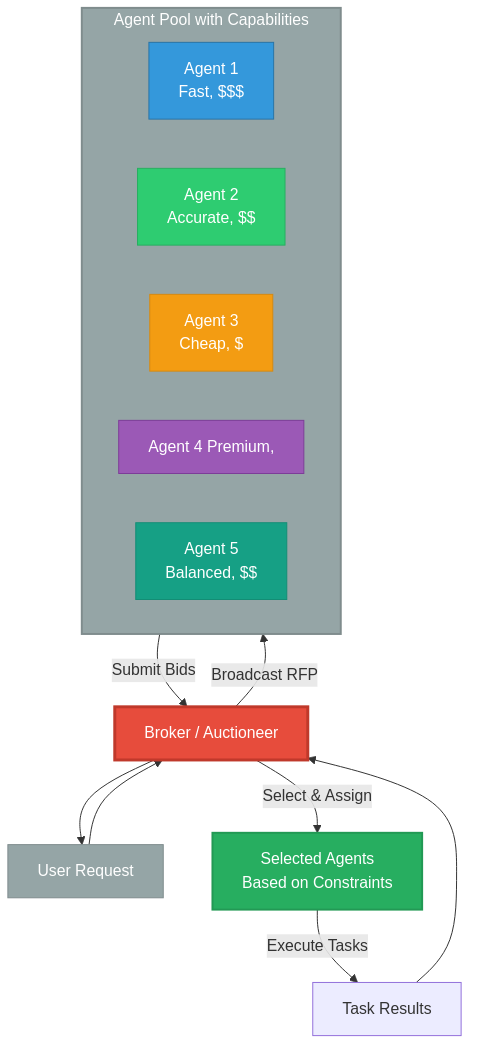 Agent Pool with Capabilities
Agent 1
Fast, $$$
Agent 2
Accurate, $$
Agent 3
Cheap, $
Agent 4 Premium,
Agent 5
Balanced, $$
Submit Bids
Broadcast RFP
Broker / Auctioneer
Select & Assign
User Request
Selected Agents
Based on Constraints
Execute Tasks
Task Results